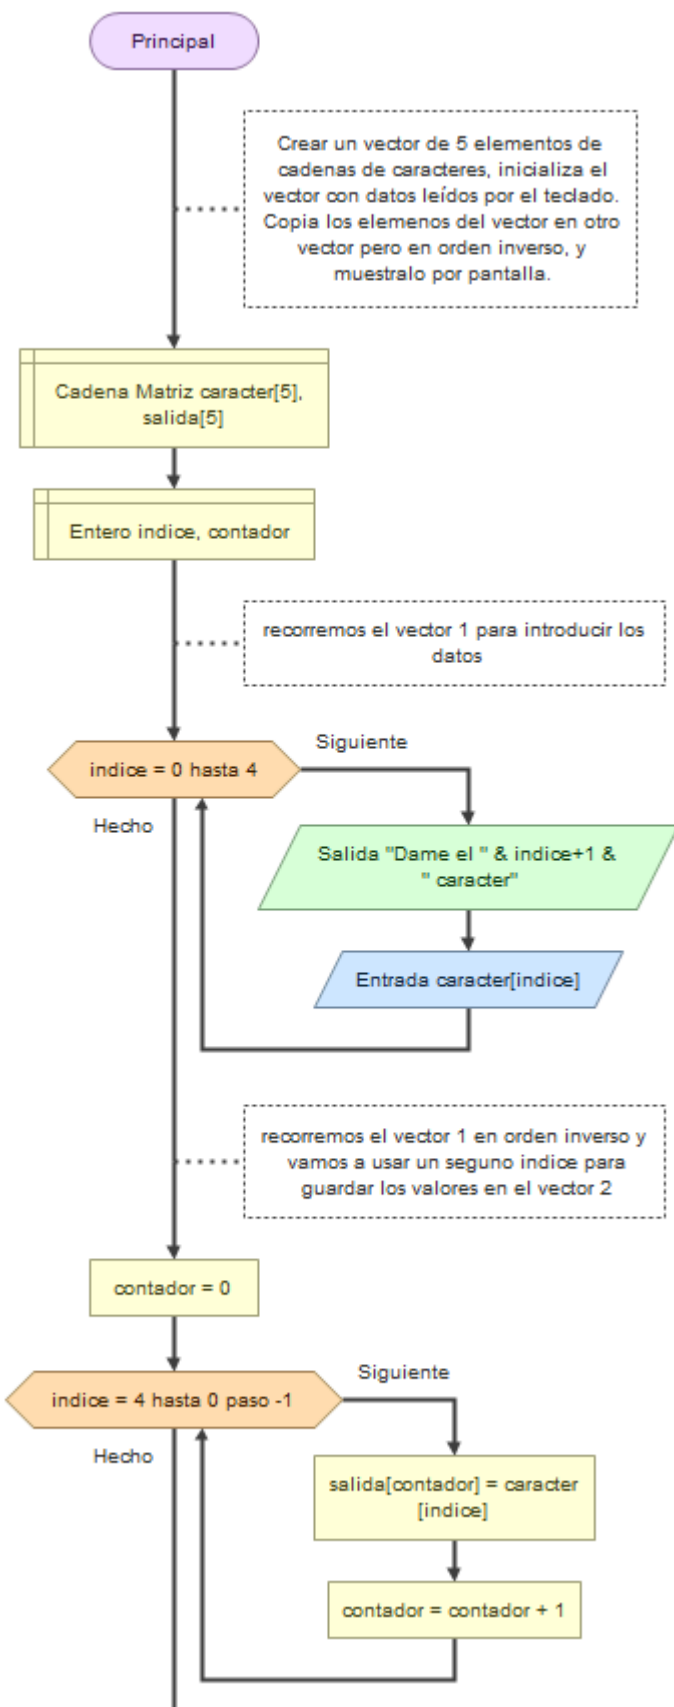 Principal
Crear un vector de 5 elementos de
cadenas de caracteres, inicializa el
vector con datos leídos por el teclado.
Copia los elemenos del vector en otro
vector pero en orden inverso, y
muestralo por pantalla.
Cadena Matriz caracter[5],
salida[5]
Entero indice, contador
recorremos el vector 1 para introducir los
datos
indice = 0 hasta 4
Siguiente
Hecho
Salida "Dame el " & indice+1 &
" caracter"
Entrada caracter[indice]
recorremos el vector 1 en orden inverso y
vamos a usar un seguno indice para
guardar los valores en el vector 2
contador = 0
indice = 4 hasta 0 paso -1
Siguiente
Hecho
salida[contador] = caracter
[indice]
contador = contador + 1